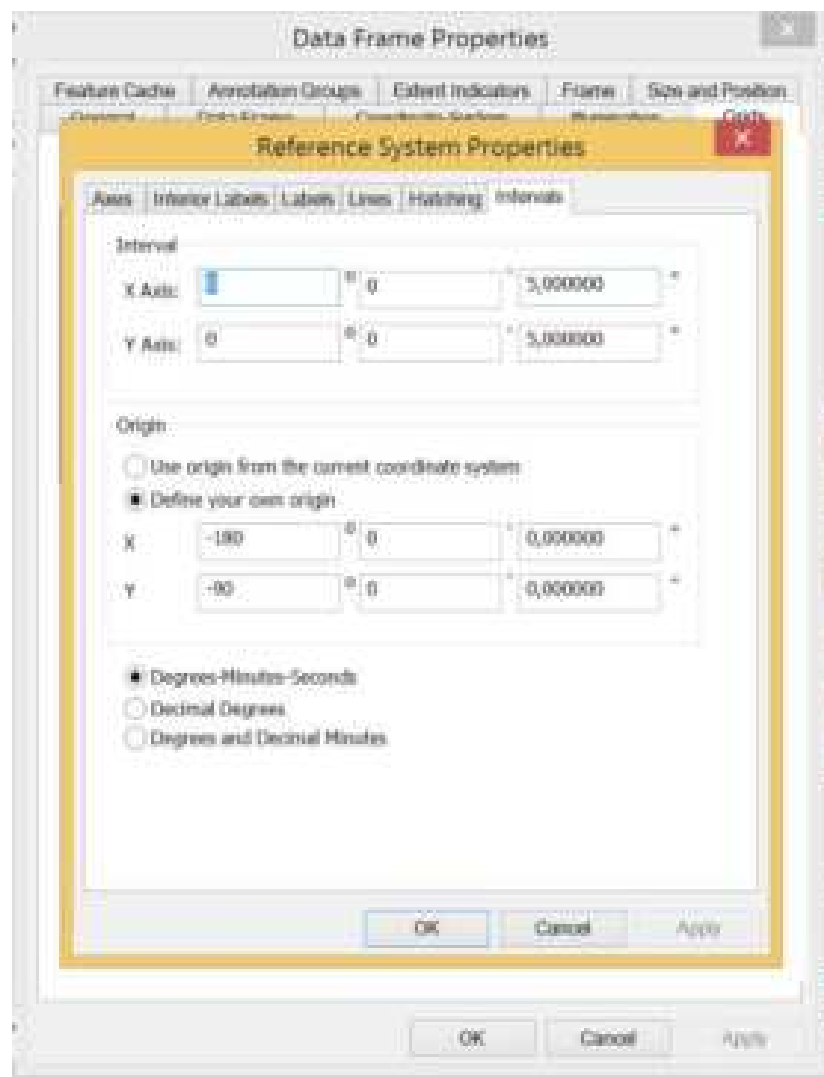 Data Frame Properties
Feature Cache Annotation Groups Extent Indicators Frame Size and Position
Reference System Properties
Axes Interior Labels Labels Lines Hatching Intervals
Interval
X Axis: ° 0 ' 5,000000 "
Y Axis: 0 ° 0 ' 5,000000 "
Origin
Use origin from the current coordinate system
Define your own origin
X -180 ° 0 ' 0,000000 "
Y -90 ° 0 ' 0,000000 "
Degrees-Minutes-Seconds
Decimal Degrees
Degrees and Decimal Minutes
OK Cancel Apply
OK Cancel Apply